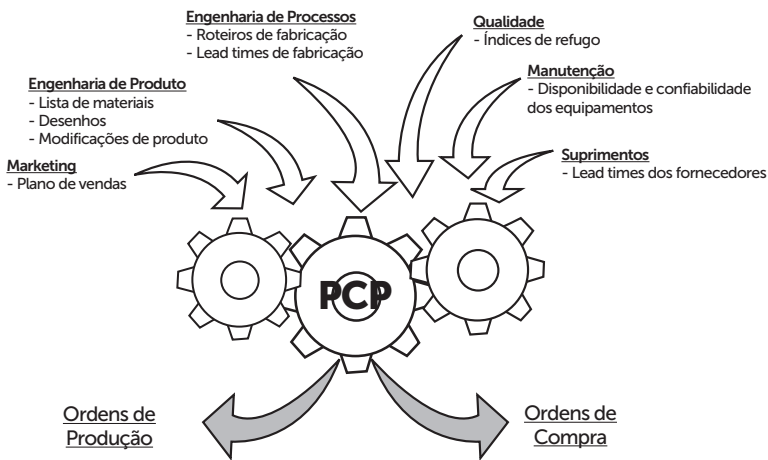 Engenharia de Processos
- Roteiros de fabricação
- Lead times de fabricação
Qualidade
- Índices de refugo
Engenharia de Produto
- Lista de materiais
- Desenhos
- Modificações de produto
Manutenção
- Disponibilidade e confiabilidade
dos equipamentos
Marketing
- Plano de vendas
Suprimentos
- Lead times dos fornecedores
PCP
Ordens de
Produção
Ordens de
Compra